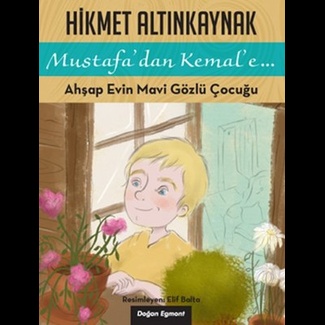 HİKMET ALTINKAYNAK
Mustafa'dan Kemal'e...
Ahşap Evin Mavi Gözlü Çocuğu
Resimleyen: Elif Balta
Doğan Egmont